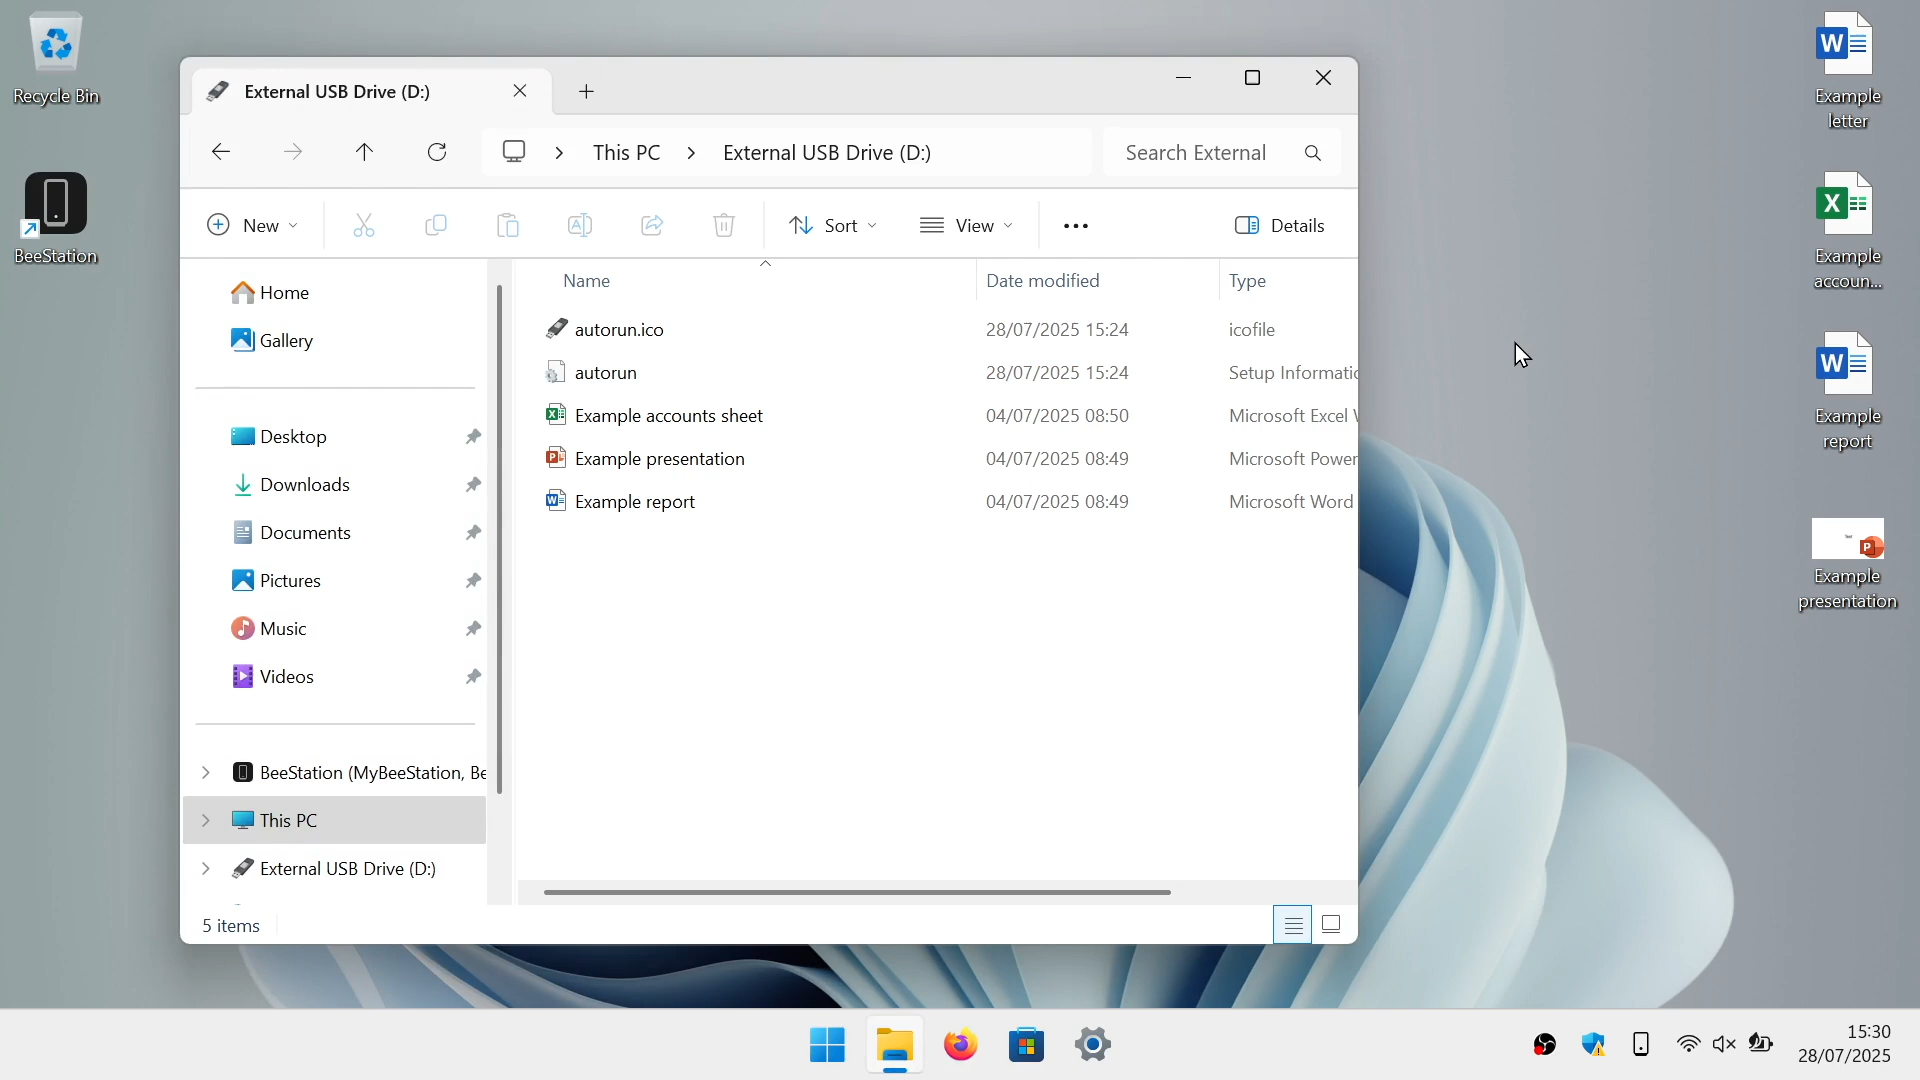 Recycle Bin
BeeStation
External USB Drive (D:)
This PC
External USB Drive (D:)
Search External
New
Sort
View
Details
Home
Gallery
Desktop
Downloads
Documents
Pictures
Music
Videos
BeeStation (MyBeeStation, Be
This PC
External USB Drive (D:)
Name
Date modified
Type
autorun.ico
28/07/2025 15:24
icofile
autorun
28/07/2025 15:24
Setup Informatio
Example accounts sheet
04/07/2025 08:50
Microsoft Excel W
Example presentation
04/07/2025 08:49
Microsoft Power
Example report
04/07/2025 08:49
Microsoft Word
5 items
Example
letter
Example
accoun...
Example
report
Example
presentation
15:30
28/07/2025